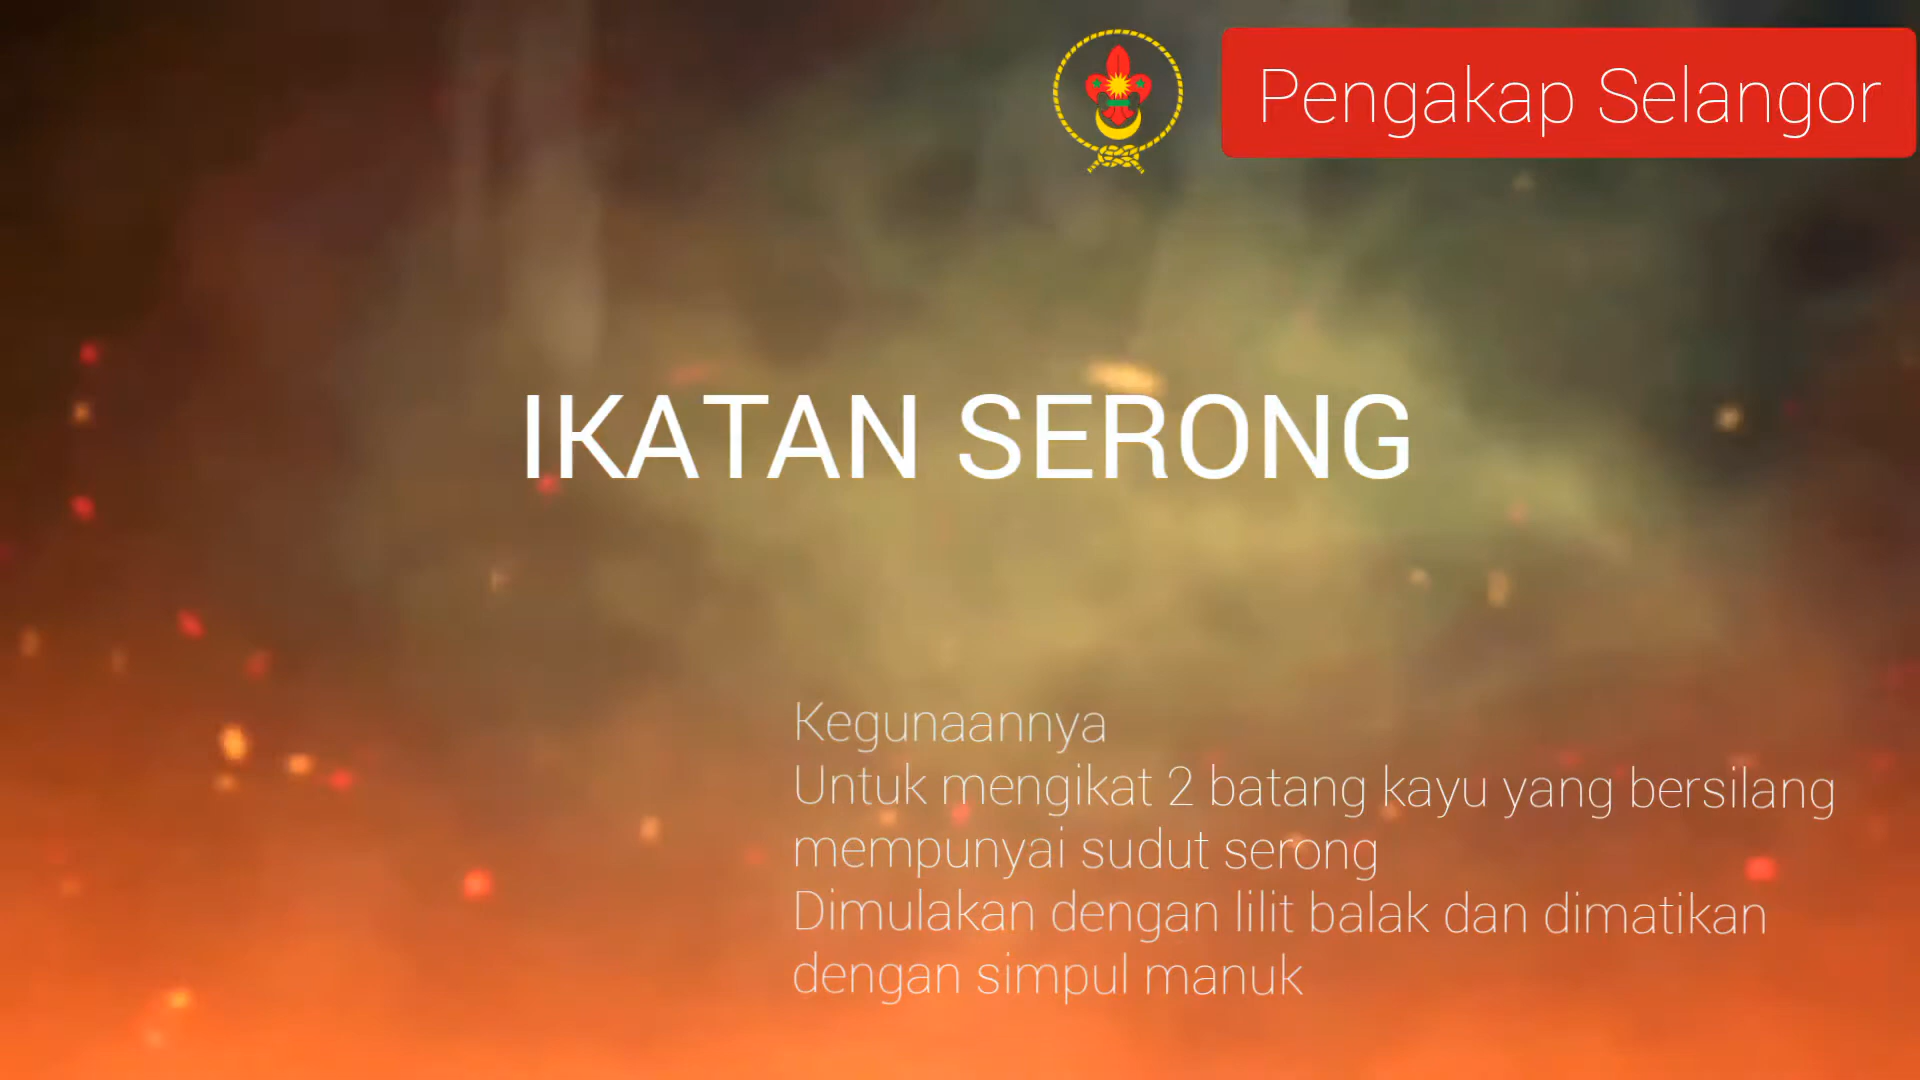 Pengakap Selangor
IKATAN SERONG
Kegunaannya
Untuk mengikat 2 batang kayu yang bersilang
mempunyai sudut serong
Dimulakan dengan lilit balak dan dimatikan
dengan simpul manuk